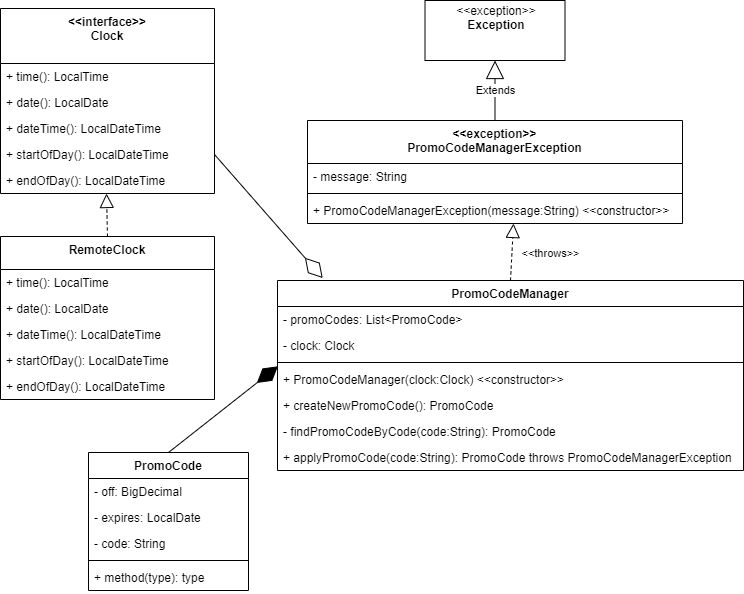 <<interface>>
Clock
+ time(): LocalTime
+ date(): LocalDate
+ dateTime(): LocalDateTime
+ startOfDay(): LocalDateTime
+ endOfDay(): LocalDateTime
<<exception>>
Exception
Extends
<<exception>>
PromoCodeManagerException
- message: String
+ PromoCodeManagerException(message:String) <<constructor>>
<<throws>>
RemoteClock
+ time(): LocalTime
+ date(): LocalDate
+ dateTime(): LocalDateTime
+ startOfDay(): LocalDateTime
+ endOfDay(): LocalDateTime
PromoCodeManager
- promoCodes: List<PromoCode>
- clock: Clock
+ PromoCodeManager(clock:Clock) <<constructor>>
+ createNewPromoCode(): PromoCode
- findPromoCodeByCode(code:String): PromoCode
+ applyPromoCode(code:String): PromoCode throws PromoCodeManagerException
PromoCode
- off: BigDecimal
- expires: LocalDate
- code: String
+ method(type): type